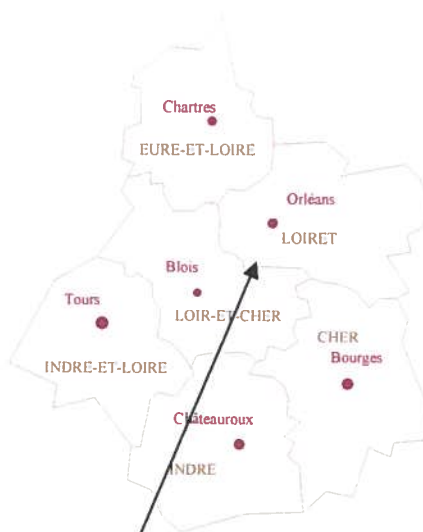 Chartres
EURE-ET-LOIRE
Orléans
LOIRET
Blois
LOIR-ET-CHER
Tours
INDRE-ET-LOIRE
CHER
Bourges
Châteauroux
INDRE